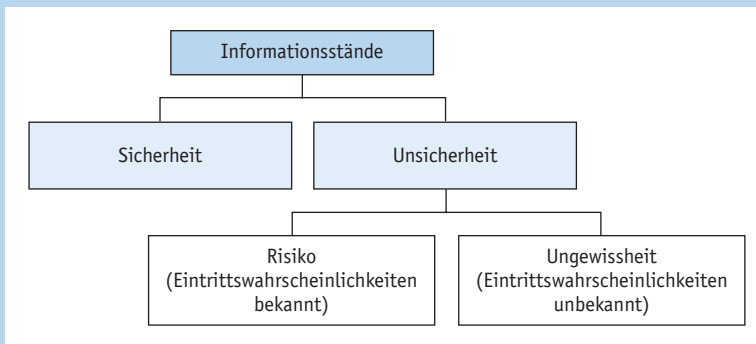 Informationsstände
Sicherheit
Unsicherheit
Risiko
(Eintrittswahrscheinlichkeiten
bekannt)
Ungewissheit
(Eintrittswahrscheinlichkeiten
unbekannt)